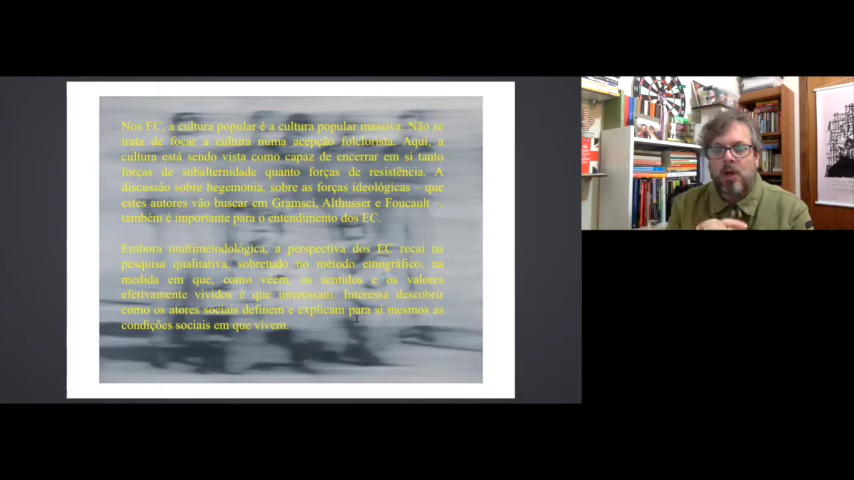 Nos EC, a cultura popular é a cultura popular massiva. Não se
trata de focar a cultura numa acepção folclorista. Aqui, a
cultura está sendo vista como capaz de encerrar em si tanto
forças de subalternidade quanto forças de resistência. A
discussão sobre hegemonia, sobre as forças ideológicas – que
estes autores vão buscar em Gramsci, Althusser e Foucault –,
também é importante para o entendimento dos EC.
Embora multimetodológica, a perspectiva dos EC recai na
pesquisa qualitativa, sobretudo no método etnográfico, na
medida em que, como vêem, os sentidos e os valores
efetivamente vividos é que interessam. Interessa descobrir
como os atores sociais definem e explicam para si mesmos as
condições sociais em que vivem.